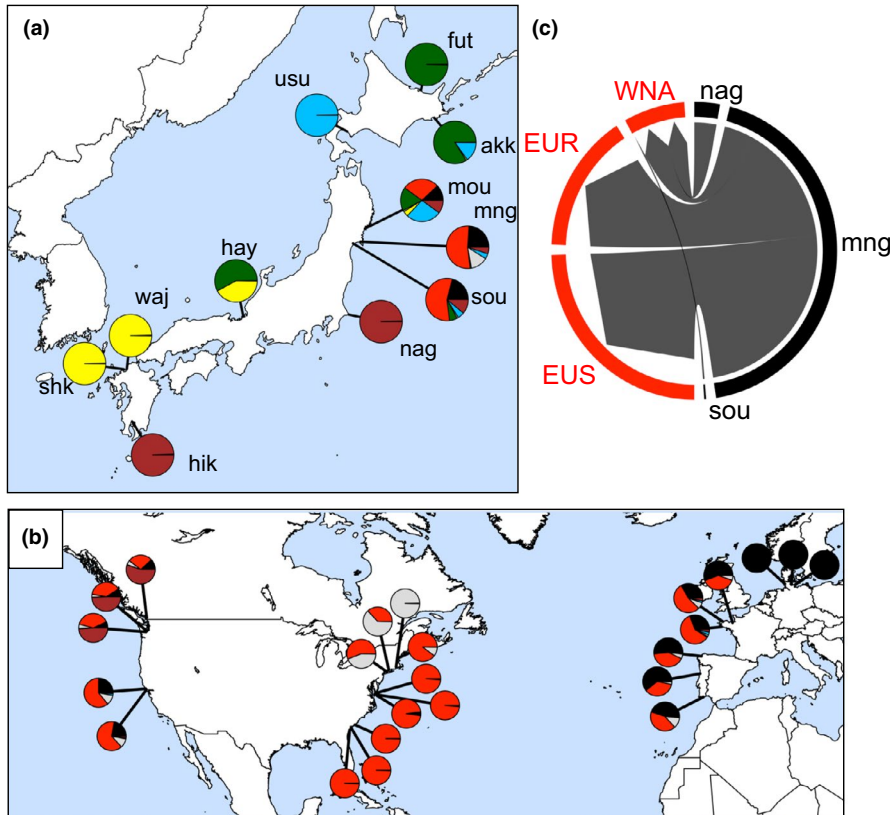 (a)
fut
usu
akk
mou
mng
hay
sou
waj
nag
shk
hik
(c)
WNA
nag
EUR
mng
EUS
sou
(b)